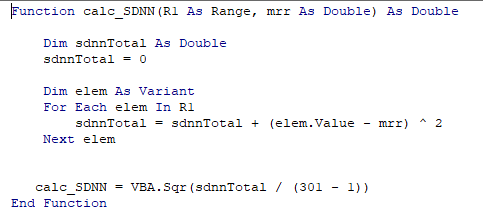 Function calc_SDNN(R1 As Range, mrr As Double) As Double
Dim sdnnTotal As Double
sdnnTotal = 0
Dim elem As Variant
For Each elem In R1
sdnnTotal = sdnnTotal + (elem.Value - mrr) ^ 2
Next elem
calc_SDNN = VBA.Sqr(sdnnTotal / (301 - 1))
End Function